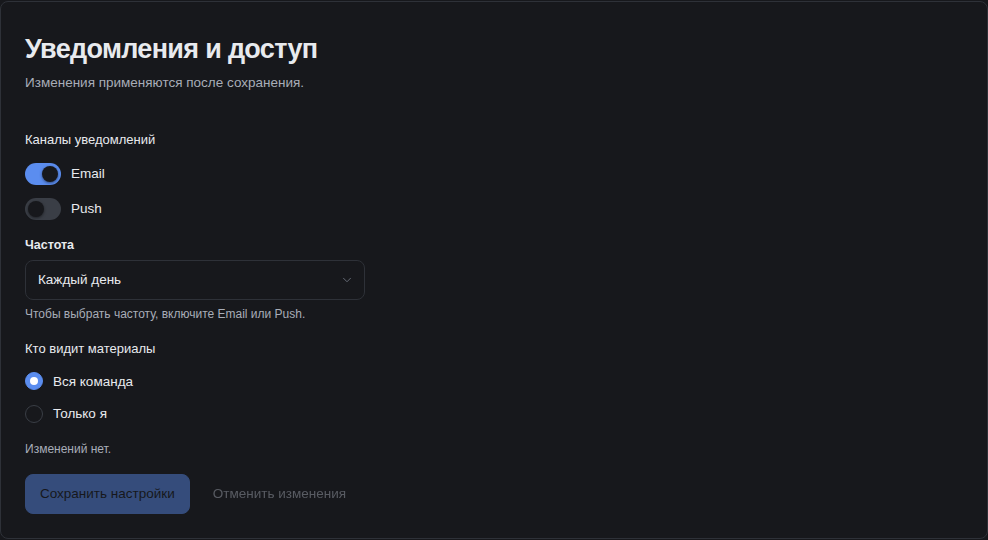 Уведомления и доступ
Изменения применяются после сохранения.
Каналы уведомлений
Email
Push
Частота
Каждый день
Чтобы выбрать частоту, включите Email или Push.
Кто видит материалы
Вся команда
Только я
Изменений нет.
Сохранить настройки
Отменить изменения